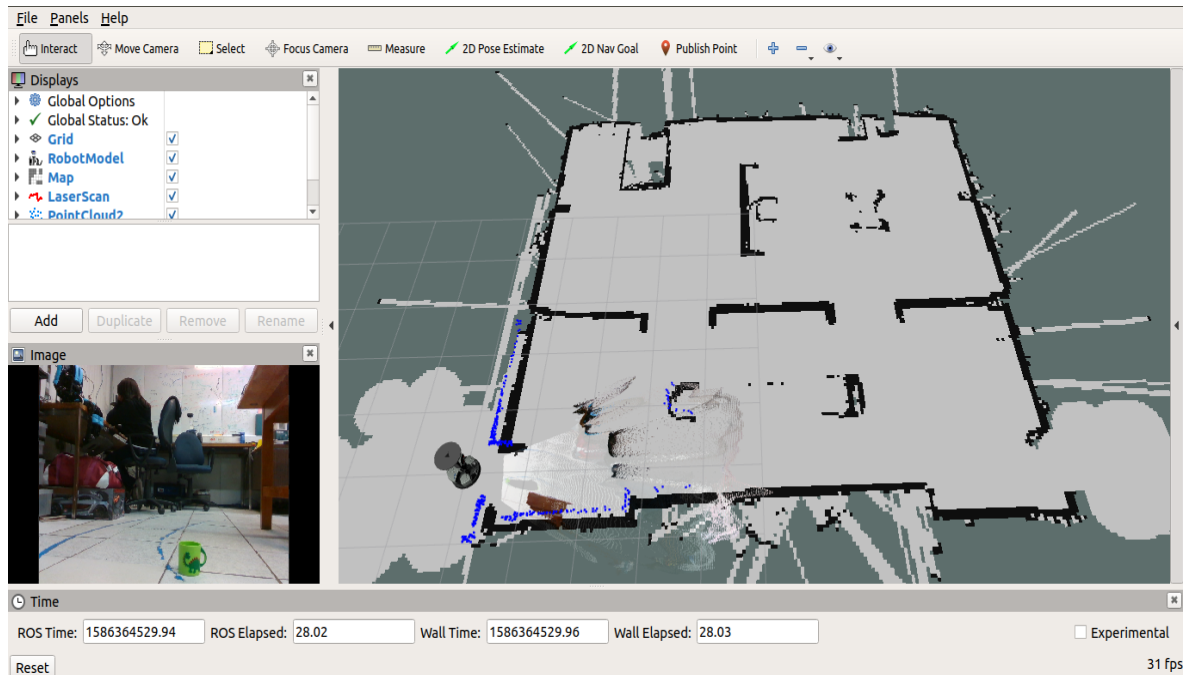 File Panels Help
Interact Move Camera Select Focus Camera Measure 2D Pose Estimate 2D Nav Goal Publish Point
Displays
Global Options
Global Status: Ok
Grid
RobotModel
Map
LaserScan
PointCloud2
Add Duplicate Remove Rename
Image
Time
ROS Time: 1586364529.94 ROS Elapsed: 28.02 Wall Time: 1586364529.96 Wall Elapsed: 28.03 Experimental
Reset 31 fps